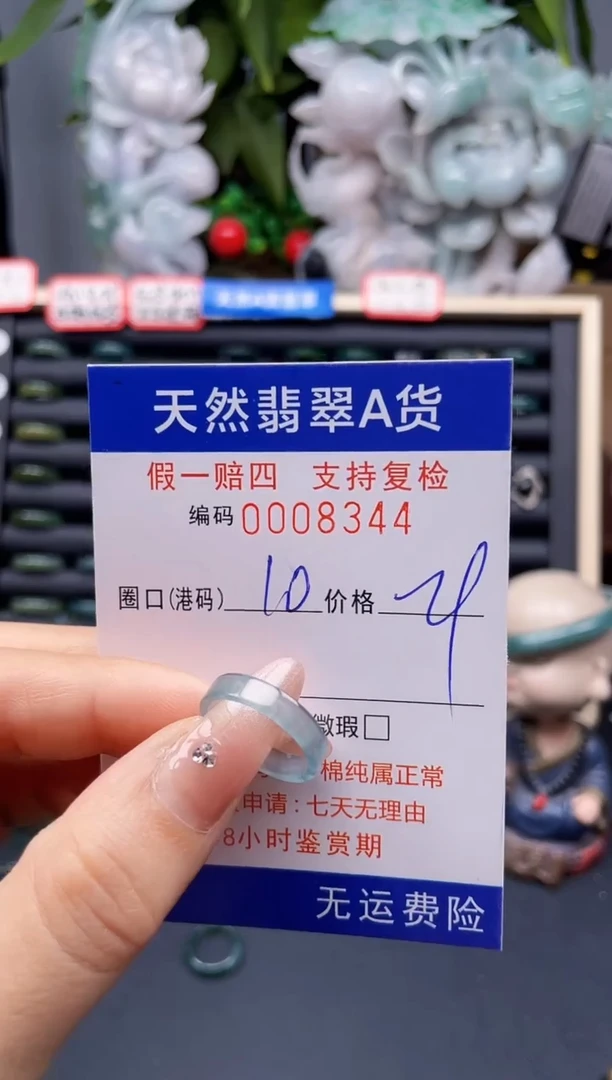 天然翡翠A货
假一赔四 支持复检
编码 0008344
圈口(港码) 10 价格
微瑕□
棉纯属正常
申请:七天无理由
8小时鉴赏期
无运费险